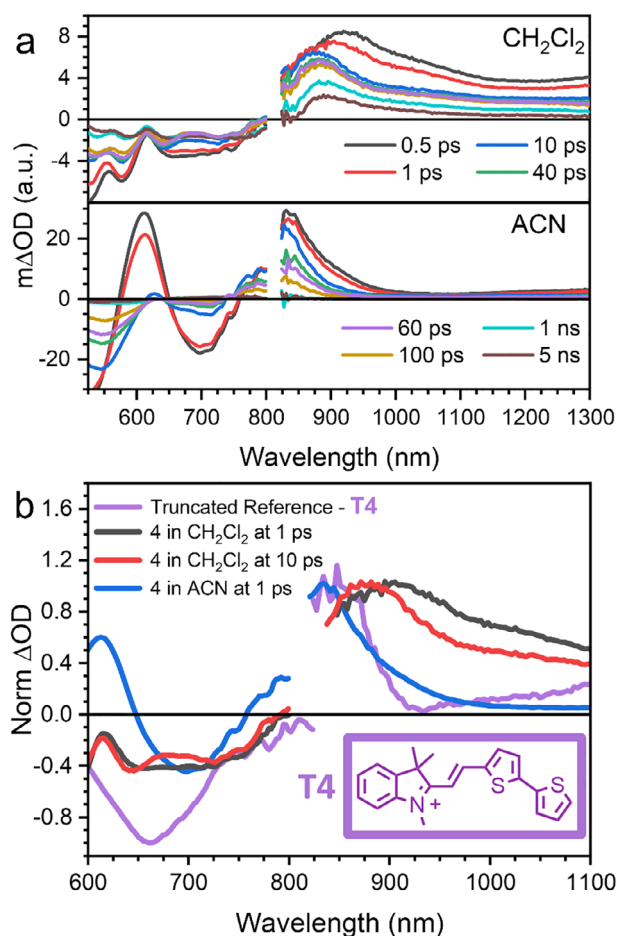 a
CH₂Cl₂
8
4
0
-4
0.5 ps
10 ps
1 ps
40 ps
mΔOD (a.u.)
ACN
20
0
-20
60 ps
1 ns
100 ps
5 ns
600 700 800 900 1000 1100 1200 1300
Wavelength (nm)
b
1.6
1.2
0.8
0.4
0.0
-0.4
-0.8
Norm ΔOD
Truncated Reference - T4
4 in CH₂Cl₂ at 1 ps
4 in CH₂Cl₂ at 10 ps
4 in ACN at 1 ps
T4
N
+
S
S
600 700 800 900 1000 1100
Wavelength (nm)